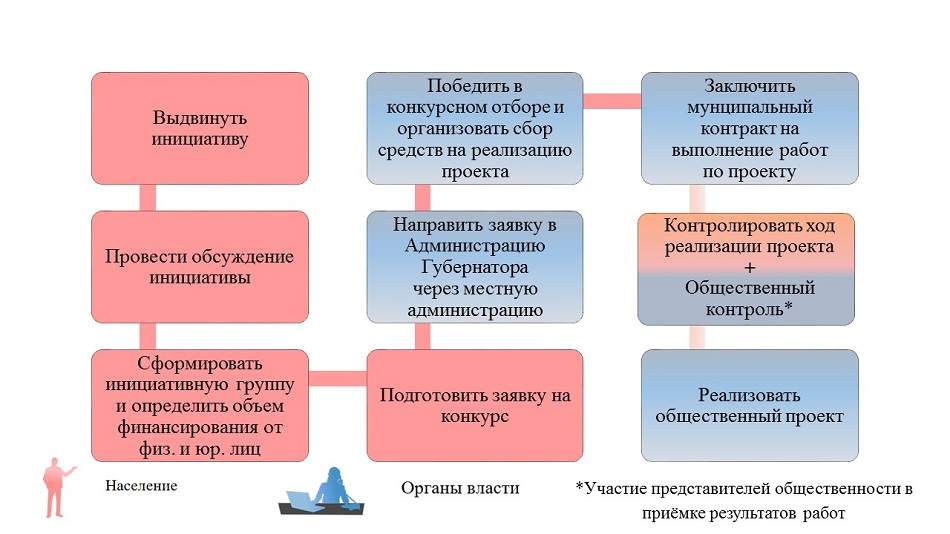 Выдвинуть
инициативу
Провести обсуждение
инициативы
Сформировать
инициативную группу
и определить объем
финансирования от
физ. и юр. лиц
Подготовить заявку на
конкурс
Направить заявку в
Администрацию
Губернатора
через местную
администрацию
Победить в
конкурсном отборе и
организовать сбор
средств на реализацию
проекта
Заключить
мунципальный
контракт на
выполнение работ
по проекту
Контролировать ход
реализации проекта
+
Общественный
контроль*
Реализовать
общественный проект
Население
Органы власти
*Участие представителей общественности в
приёмке результатов работ